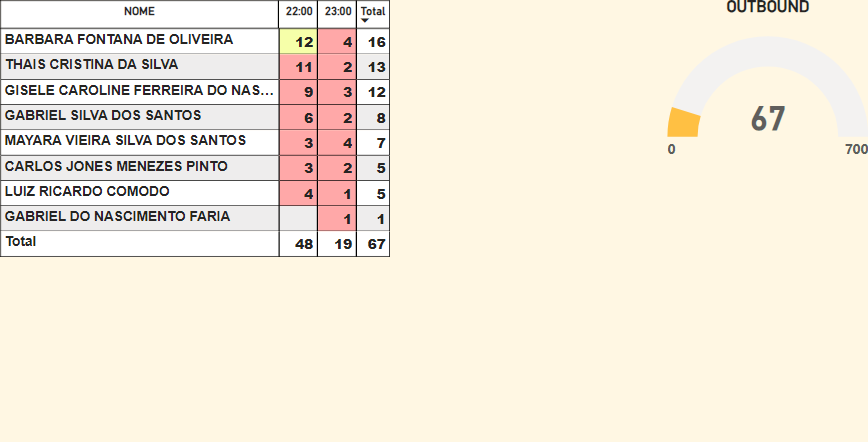 NOME 22:00 23:00 Total
BARBARA FONTANA DE OLIVEIRA 12 4 16
THAIS CRISTINA DA SILVA 11 2 13
GISELE CAROLINE FERREIRA DO NAS... 9 3 12
GABRIEL SILVA DOS SANTOS 6 2 8
MAYARA VIEIRA SILVA DOS SANTOS 3 4 7
CARLOS JONES MENEZES PINTO 3 2 5
LUIZ RICARDO COMODO 4 1 5
GABRIEL DO NASCIMENTO FARIA 1 1
Total 48 19 67
OUTBOUND
67
0 700